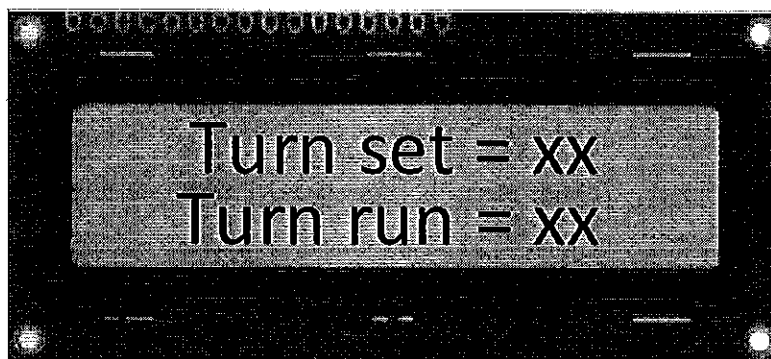 Turn set = xx
Turn run = xx